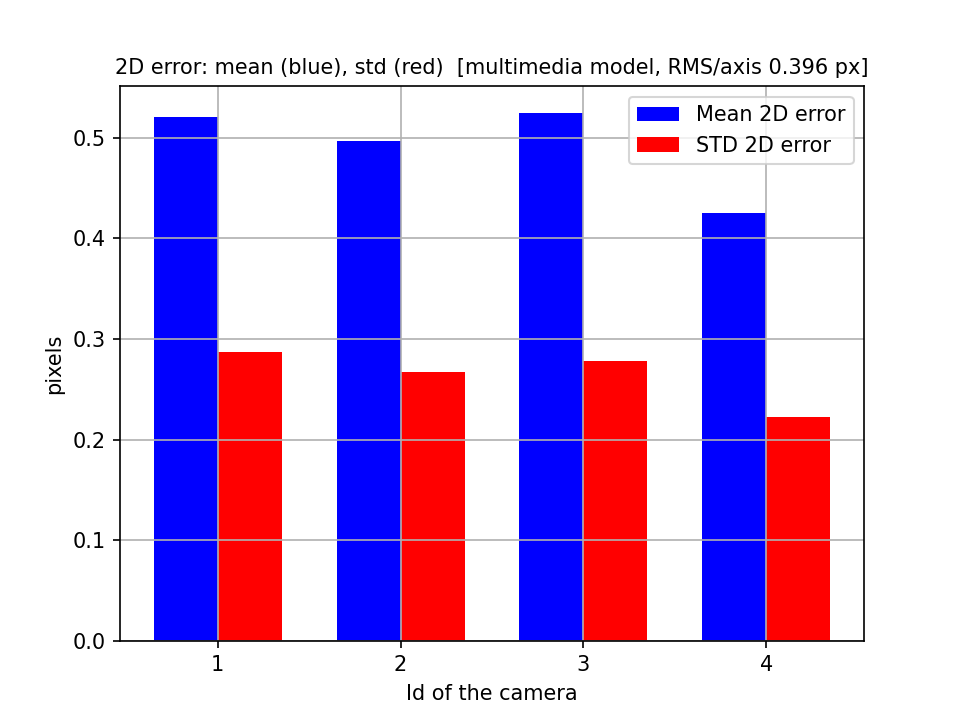 2D error: mean (blue), std (red)  [multimedia model, RMS/axis 0.396 px]
Mean 2D error
STD 2D error
0.5
0.4
0.3
0.2
0.1
0.0
pixels
1 2 3 4
Id of the camera